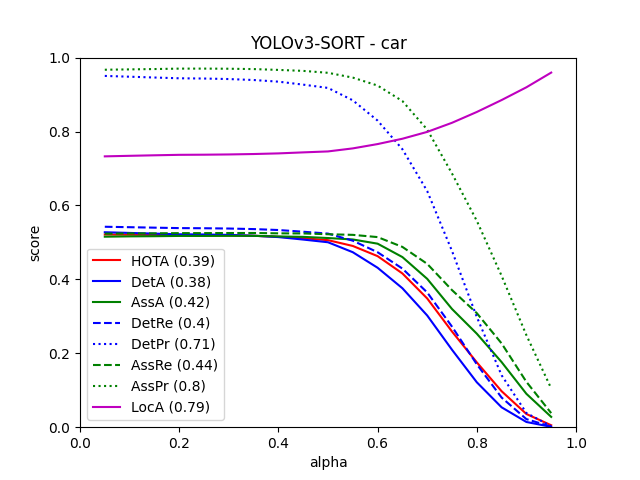 YOLOv3-SORT - car
1.0
0.8
0.6
0.4
0.2
0.0
score
HOTA (0.39)
DetA (0.38)
AssA (0.42)
DetRe (0.4)
DetPr (0.71)
AssRe (0.44)
AssPr (0.8)
LocA (0.79)
0.0 0.2 0.4 0.6 0.8 1.0
alpha